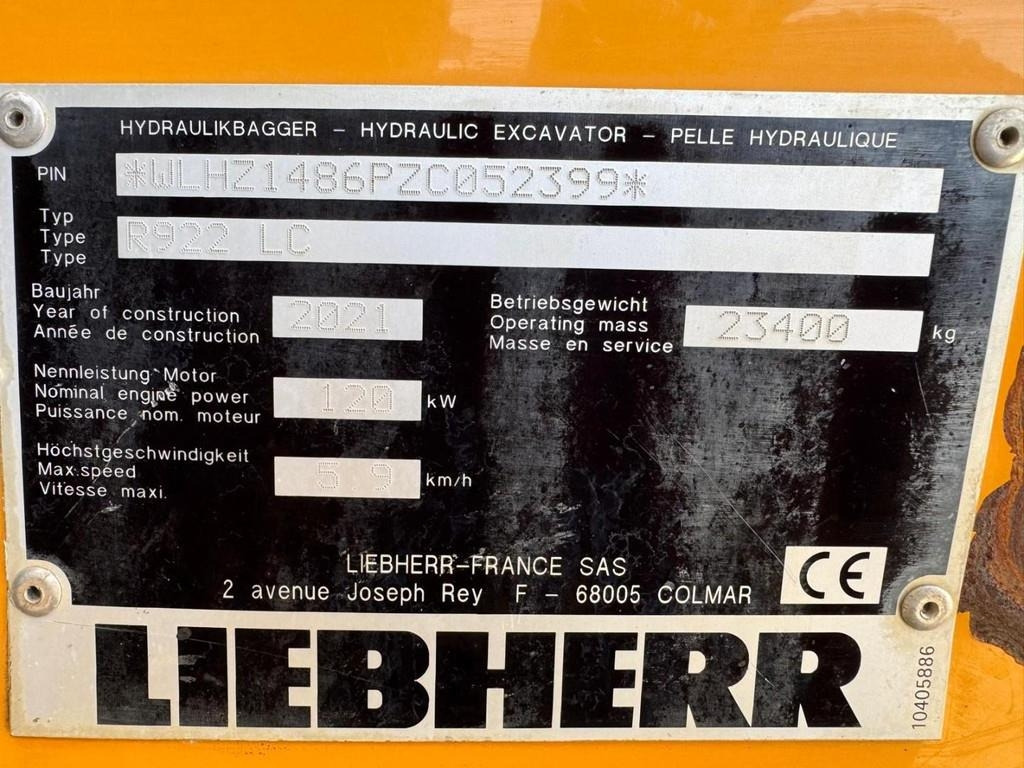 HYDRAULIKBAGGER - HYDRAULIC EXCAVATOR - PELLE HYDRAULIQUE
PIN *WLHZ1486PZC052399*
Typ
Type
Type
R922 LC
Baujahr
Year of construction
Année de construction
2021
Betriebsgewicht
Operating mass
Masse en service
23400 kg
Nennleistung Motor
Nominal engine power
Puissance nom. moteur
120 kW
Höchstgeschwindigkeit
Max.speed
Vitesse maxi.
5 9 km/h
LIEBHERR-FRANCE SAS
2 avenue Joseph Rey F - 68005 COLMAR
CE
LIEBHERR
10405886